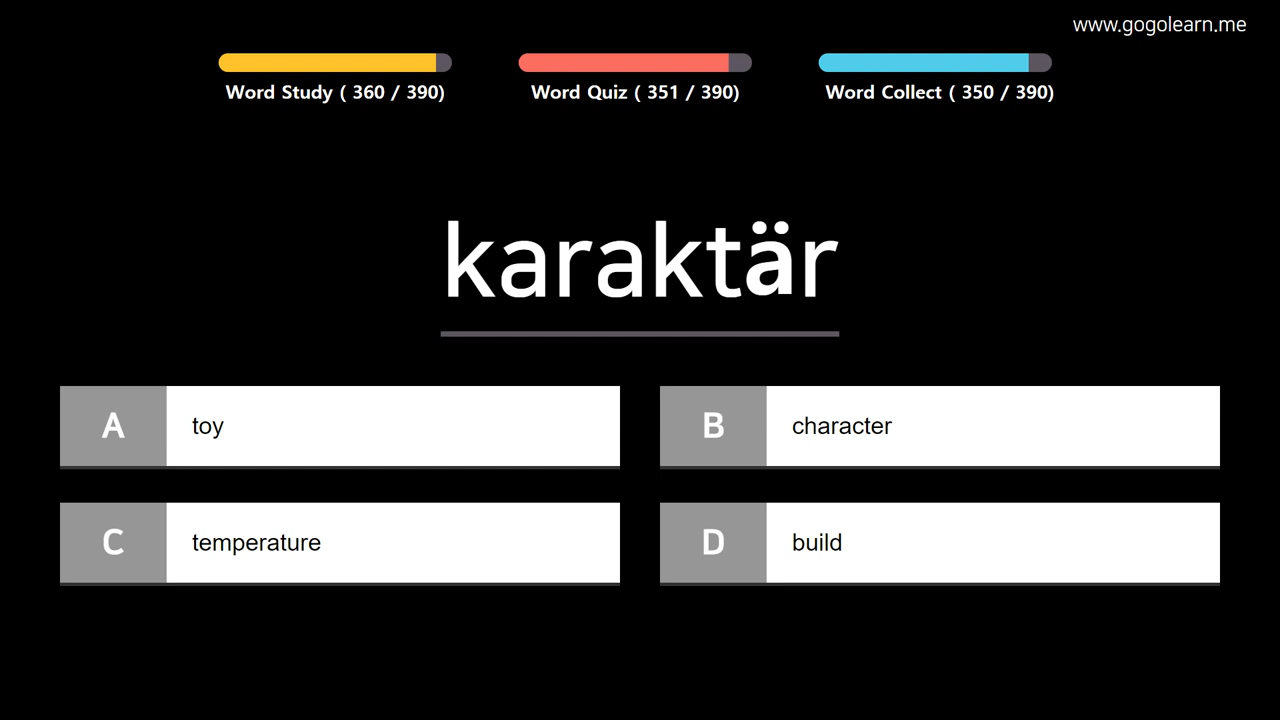 www.gogolearn.me
Word Study ( 360 / 390)
Word Quiz ( 351 / 390)
Word Collect ( 350 / 390)
karaktär
A toy
B character
C temperature
D build